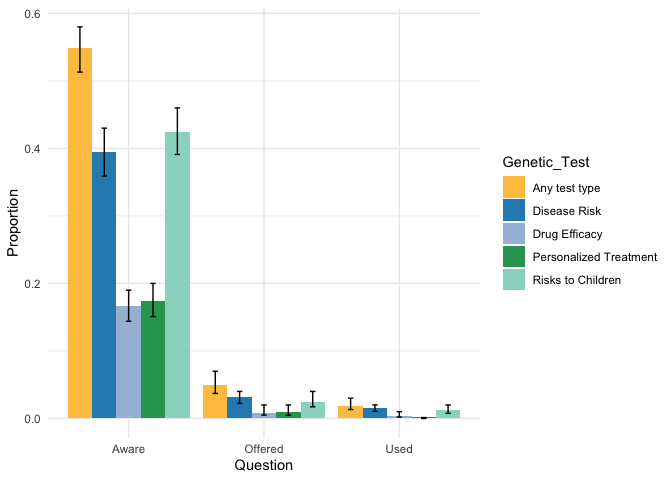 0.6
0.4
0.2
0.0
Proportion
Aware
Offered
Used
Question
Genetic_Test
Any test type
Disease Risk
Drug Efficacy
Personalized Treatment
Risks to Children